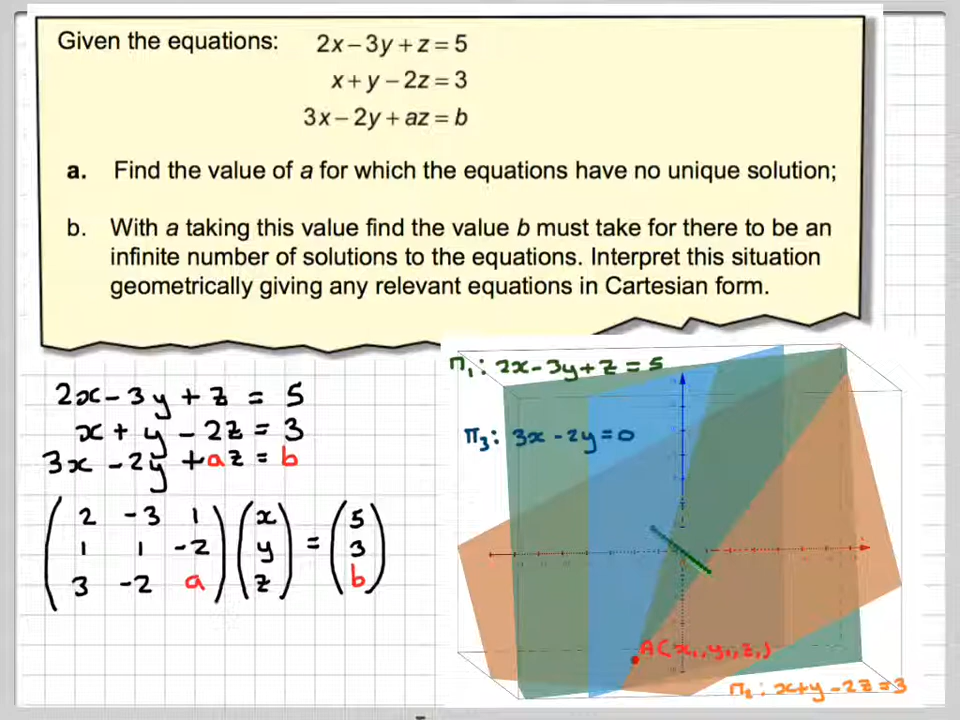 Given the equations: 2x – 3y + z = 5
x + y – 2z = 3
3x – 2y + az = b
a. Find the value of a for which the equations have no unique solution;
b. With a taking this value find the value b must take for there to be an
infinite number of solutions to the equations. Interpret this situation
geometrically giving any relevant equations in Cartesian form.
2x - 3y + z = 5
x + y - 2z = 3
3x - 2y + az = b
2 -3 1 x 5
1 1 -2 y = 3
3 -2 a z b
π₁: 2x-3y+z=5
π₃: 3x-2y=0
A(x₁,y₁,z₁)
π₂: x+y-2z=3